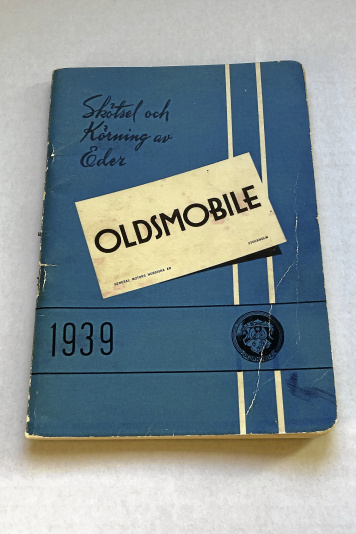 Skötsel och
Körning av
Eder
OLDSMOBILE
GENERAL MOTORS NORDISKA AB
STOCKHOLM
1939